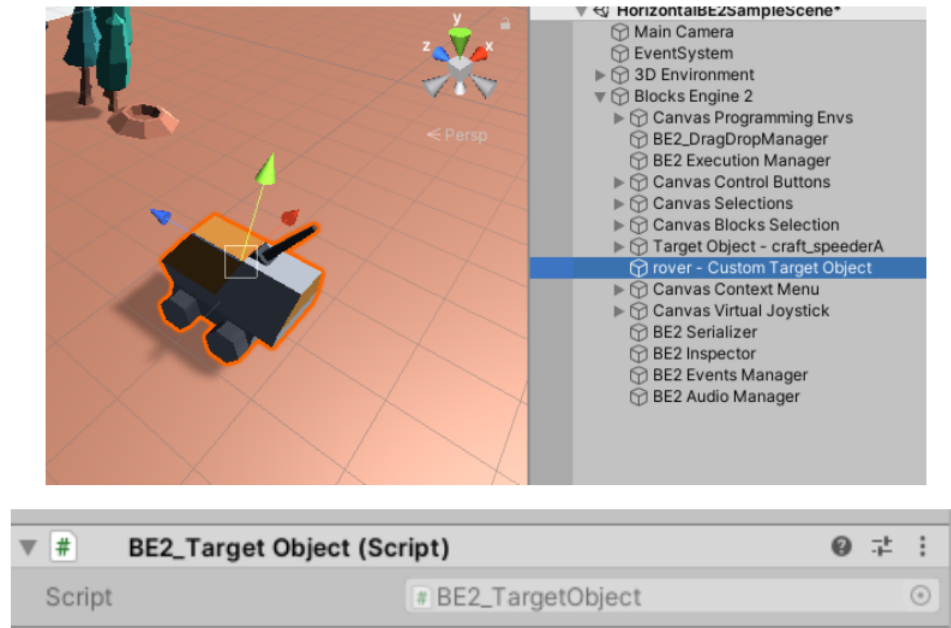 HorizontalBE2SampleScene*
y
z
x
Persp
Main Camera
EventSystem
3D Environment
Blocks Engine 2
Canvas Programming Envs
BE2_DragDropManager
BE2 Execution Manager
Canvas Control Buttons
Canvas Selections
Canvas Blocks Selection
Target Object - craft_speederA
rover - Custom Target Object
Canvas Context Menu
Canvas Virtual Joystick
BE2 Serializer
BE2 Inspector
BE2 Events Manager
BE2 Audio Manager
# BE2_Target Object (Script)
Script # BE2_TargetObject